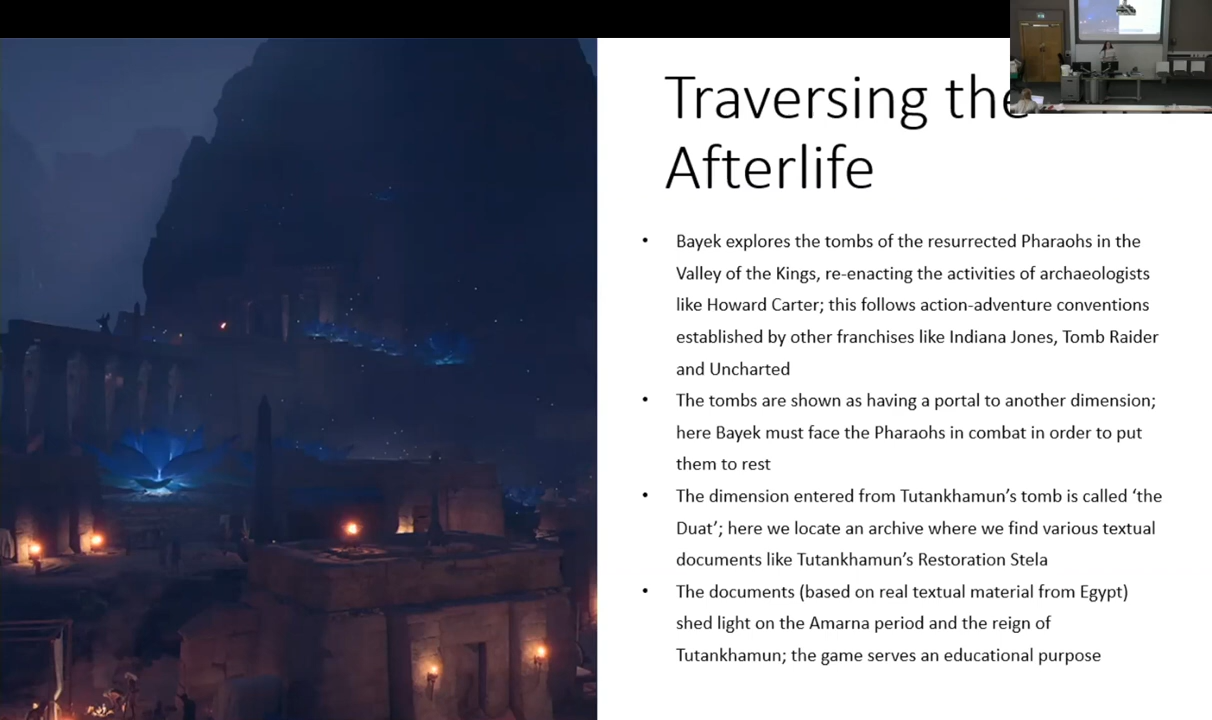 Traversing the
Afterlife
• Bayek explores the tombs of the resurrected Pharaohs in the
Valley of the Kings, re-enacting the activities of archaeologists
like Howard Carter; this follows action-adventure conventions
established by other franchises like Indiana Jones, Tomb Raider
and Uncharted
• The tombs are shown as having a portal to another dimension;
here Bayek must face the Pharaohs in combat in order to put
them to rest
• The dimension entered from Tutankhamun’s tomb is called ‘the
Duat’; here we locate an archive where we find various textual
documents like Tutankhamun’s Restoration Stela
• The documents (based on real textual material from Egypt)
shed light on the Amarna period and the reign of
Tutankhamun; the game serves an educational purpose